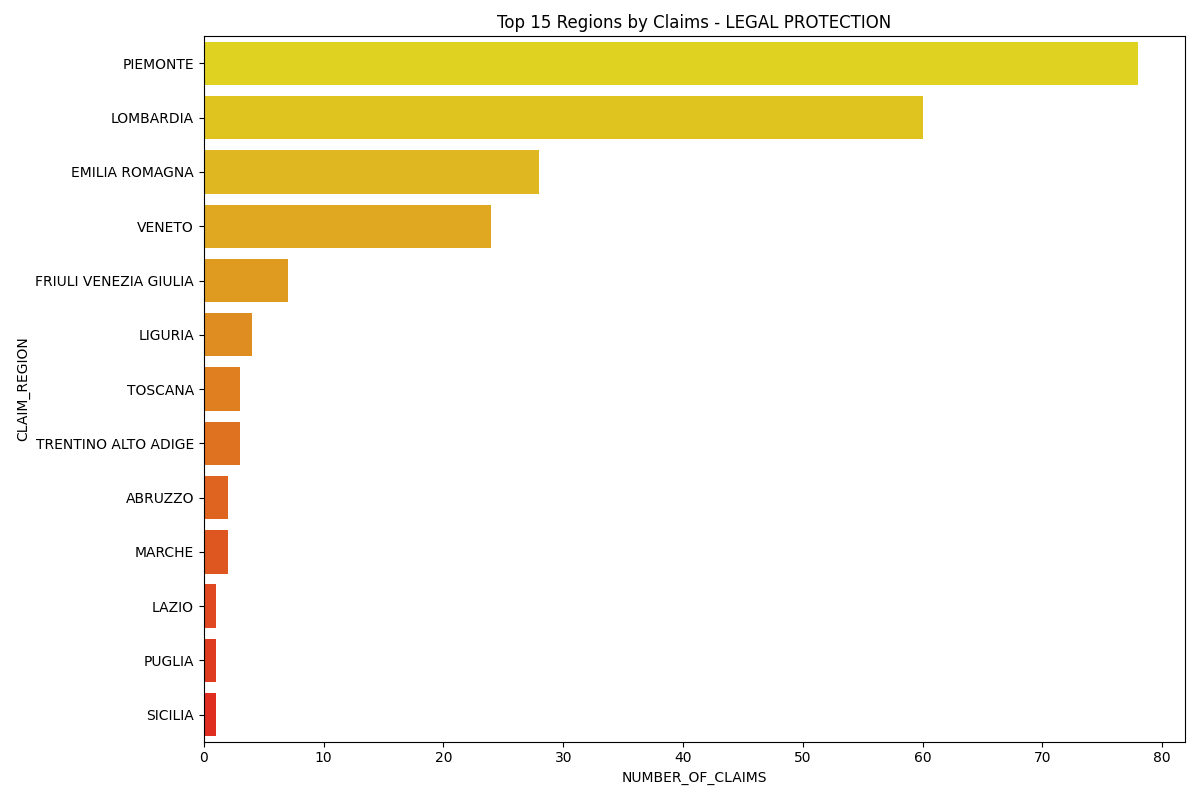 Top 15 Regions by Claims - LEGAL PROTECTION
CLAIM_REGION
PIEMONTE
LOMBARDIA
EMILIA ROMAGNA
VENETO
FRIULI VENEZIA GIULIA
LIGURIA
TOSCANA
TRENTINO ALTO ADIGE
ABRUZZO
MARCHE
LAZIO
PUGLIA
SICILIA
0 10 20 30 40 50 60 70 80
NUMBER_OF_CLAIMS